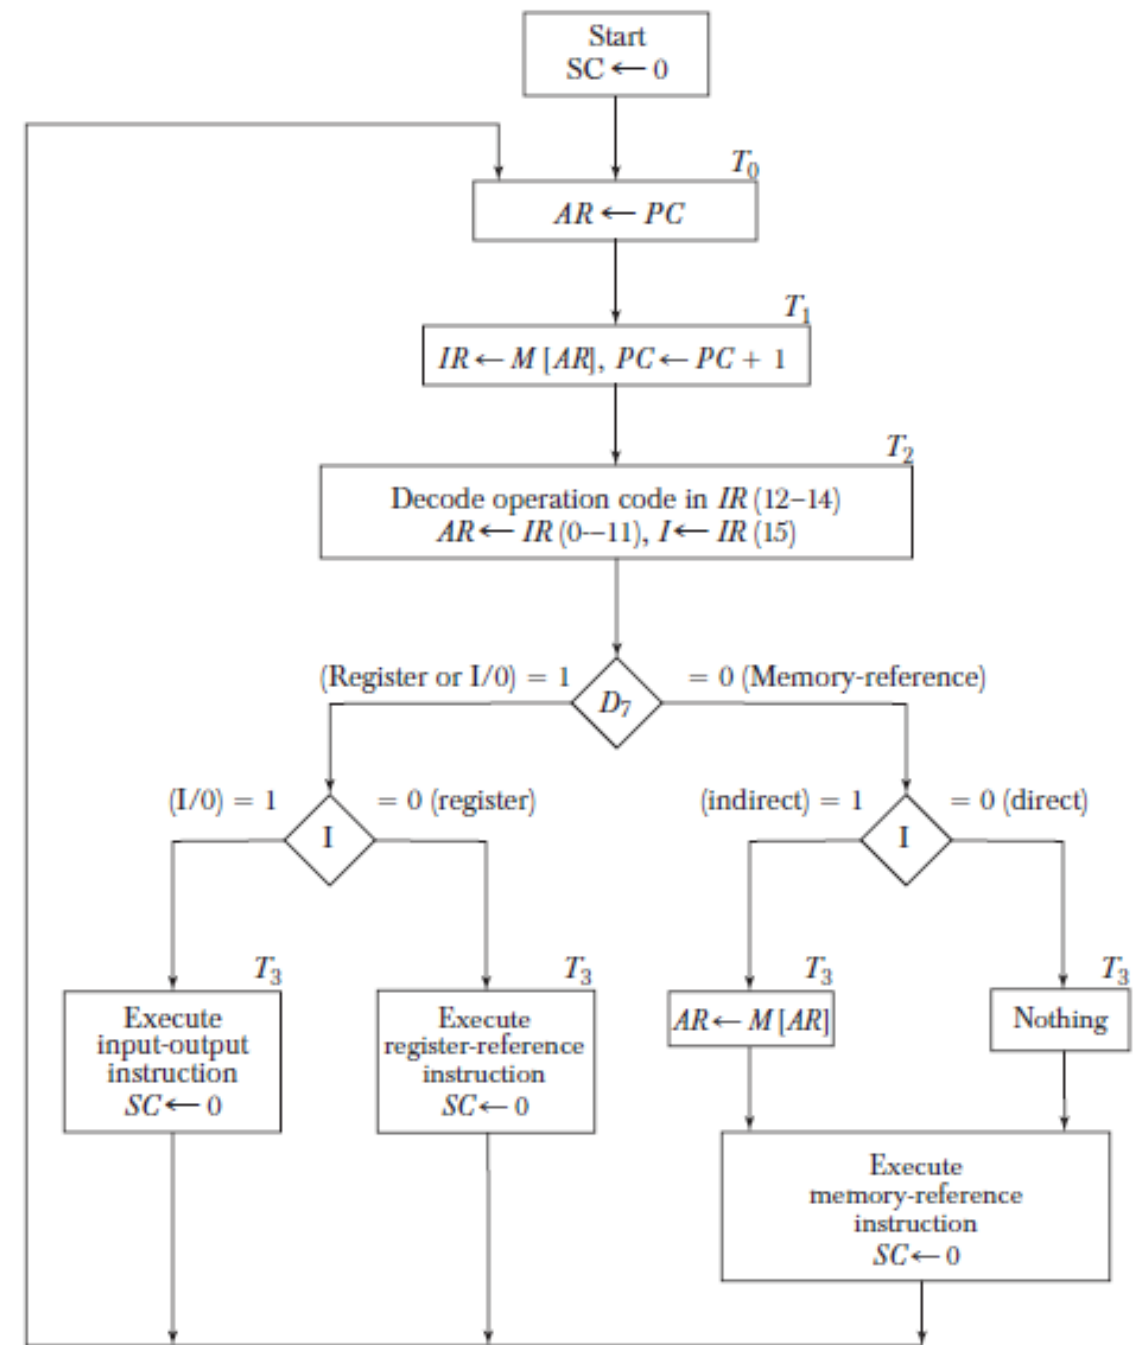 Start
SC ← 0
T₀
AR ← PC
T₁
IR ← M [AR], PC ← PC + 1
T₂
Decode operation code in IR (12–14)
AR ← IR (0-–11), I ← IR (15)
(Register or I/0) = 1
= 0 (Memory-reference)
D₇
(I/0) = 1
= 0 (register)
(indirect) = 1
= 0 (direct)
I
I
T₃
T₃
T₃
T₃
Execute
input-output
instruction
SC ← 0
Execute
register-reference
instruction
SC ← 0
AR ← M [AR]
Nothing
Execute
memory-reference
instruction
SC ← 0